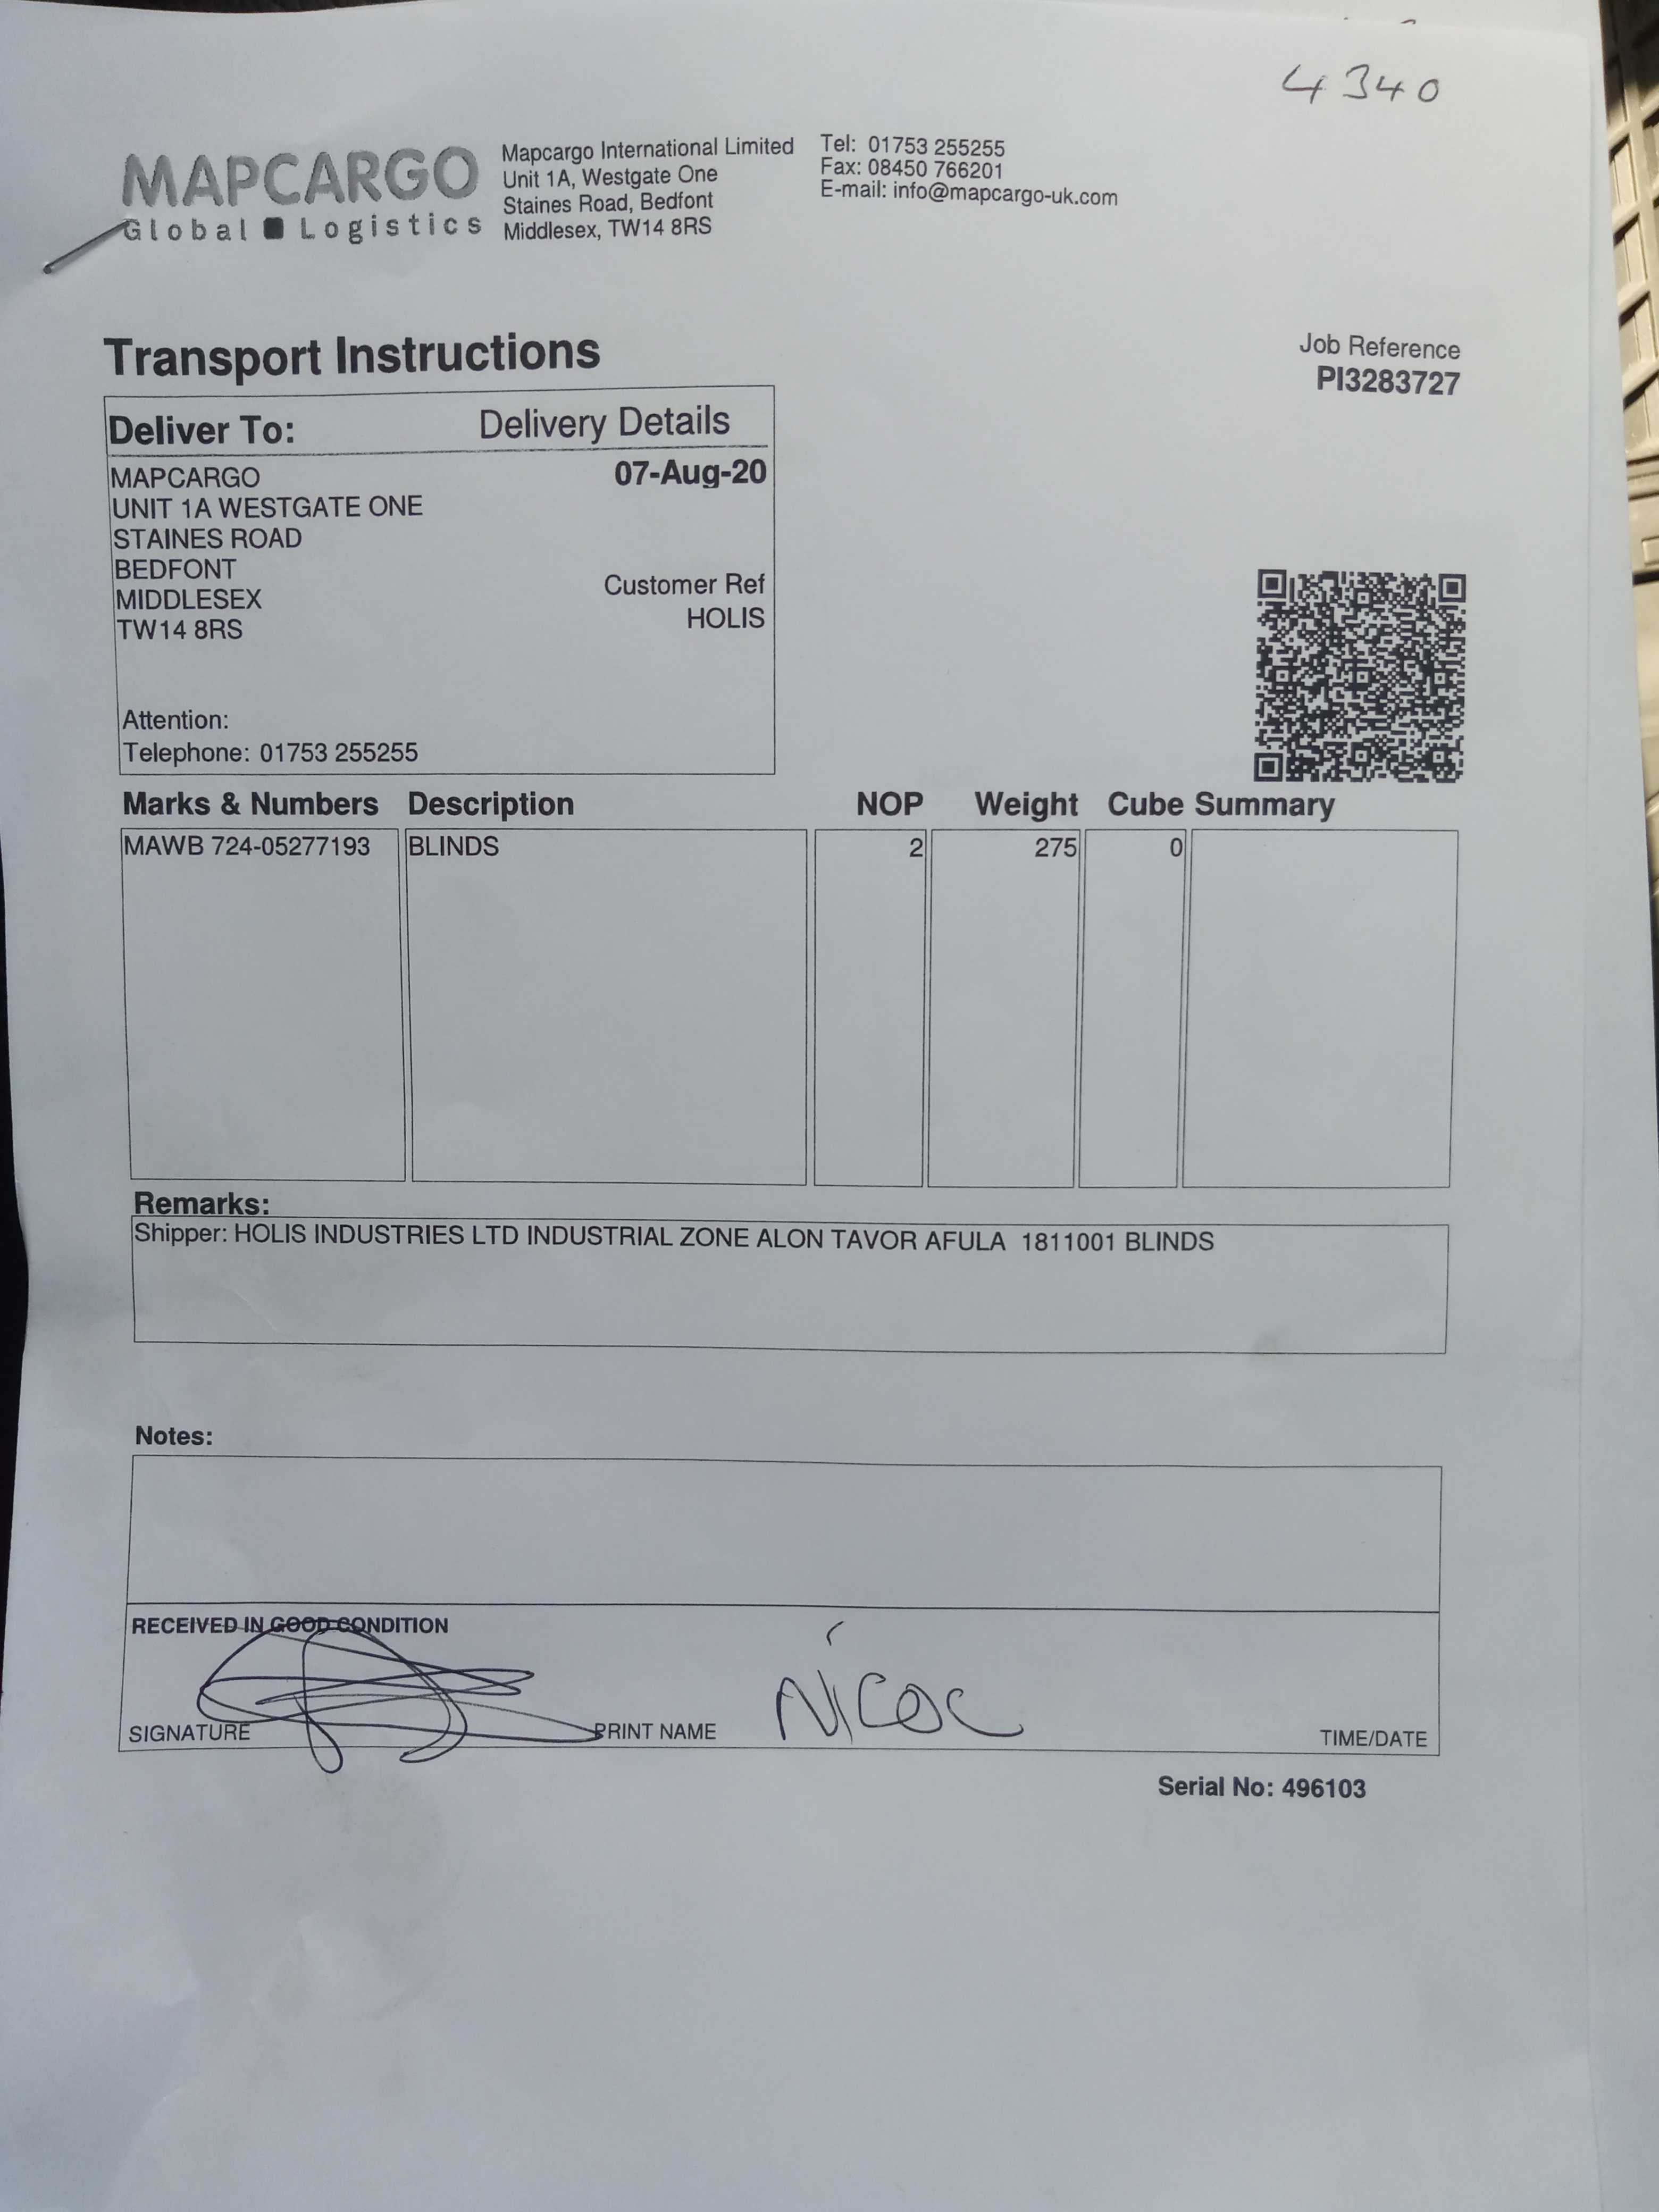 4340
MAPCARGO
Global Logistics
Mapcargo International Limited
Unit 1A, Westgate One
Staines Road, Bedfont
Middlesex, TW14 8RS
Tel: 01753 255255
Fax: 08450 766201
E-mail: info@mapcargo-uk.com
Transport Instructions
Job Reference
PI3283727
Deliver To: Delivery Details
MAPCARGO 07-Aug-20
UNIT 1A WESTGATE ONE
STAINES ROAD
BEDFONT
MIDDLESEX
TW14 8RS
Customer Ref
HOLIS
Attention:
Telephone: 01753 255255
Marks & Numbers Description NOP Weight Cube Summary
MAWB 724-05277193 BLINDS 2 275 0
Remarks:
Shipper: HOLIS INDUSTRIES LTD INDUSTRIAL ZONE ALON TAVOR AFULA 1811001 BLINDS
Notes:
RECEIVED IN GOOD CONDITION
SIGNATURE PRINT NAME TIME/DATE
Serial No: 496103